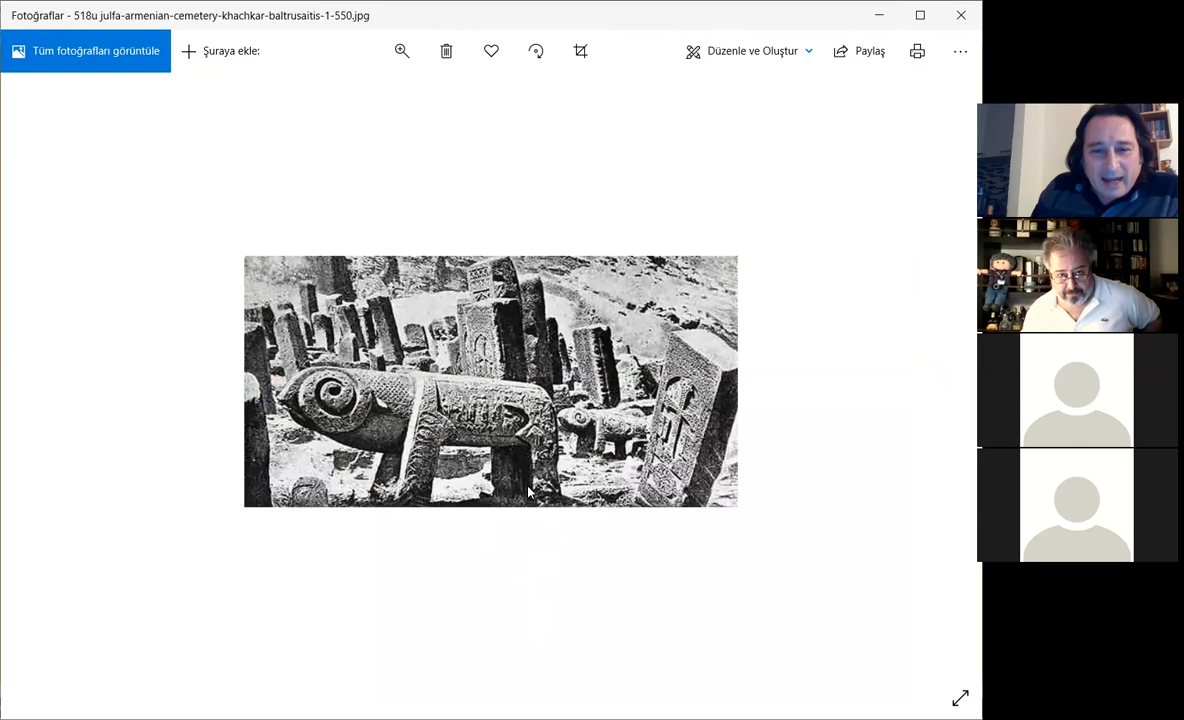 Fotoğraflar - 518u julfa-armenian-cemetery-khachkar-baltrusaitis-1-550.jpg
Tüm fotoğrafları görüntüle
Şuraya ekle:
Düzenle ve Oluştur
Paylaş